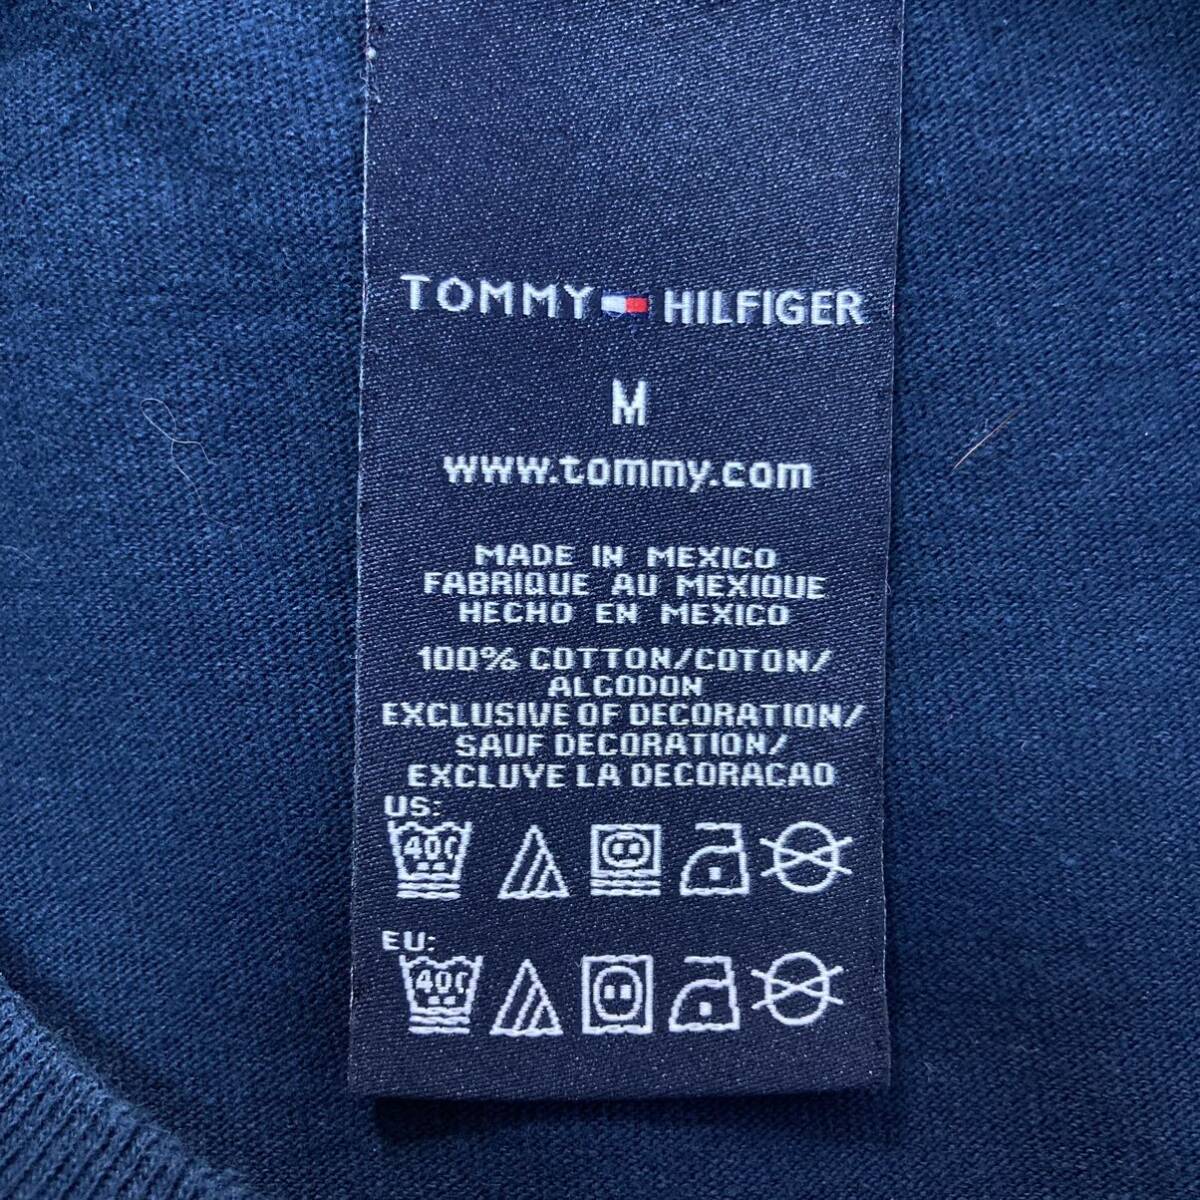 TOMMY HILFIGER
M
www.tommy.com
MADE IN MEXICO
FABRIQUE AU MEXIQUE
HECHO EN MEXICO
100% COTTON/COTON/
ALGODON
EXCLUSIVE OF DECORATION/
SAUF DECORATION/
EXCLUYE LA DECORACAO
US:
40C
EU:
40C